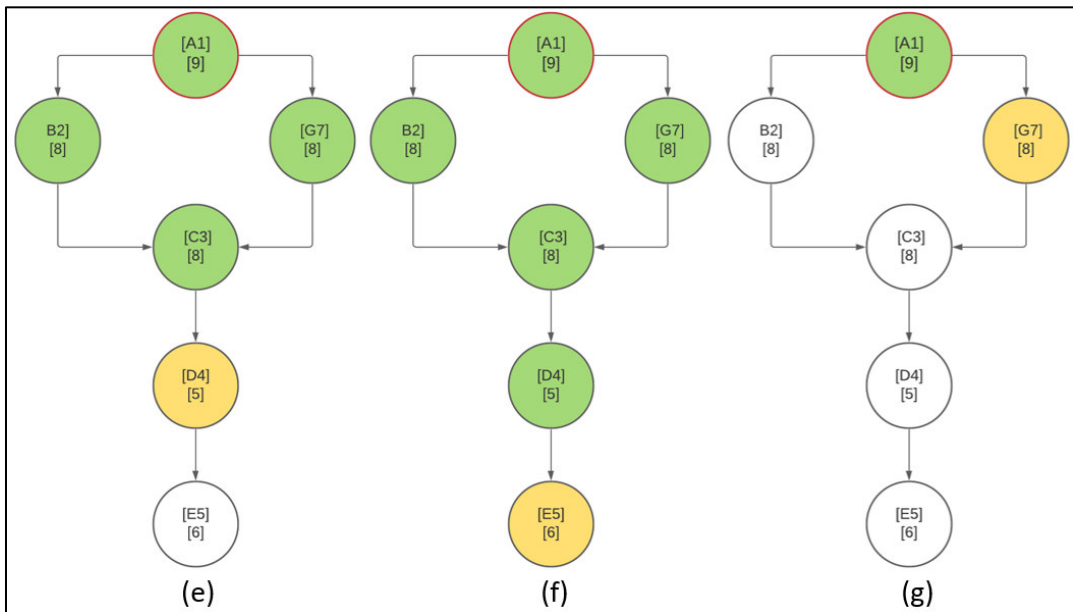 [A1]
[9]
B2]
[8]
[G7]
[8]
[C3]
[8]
[D4]
[5]
[E5]
[6]
(e)
[A1]
[9]
B2]
[8]
[G7]
[8]
[C3]
[8]
[D4]
[5]
[E5]
[6]
(f)
[A1]
[9]
B2]
[8]
[G7]
[8]
[C3]
[8]
[D4]
[5]
[E5]
[6]
(g)